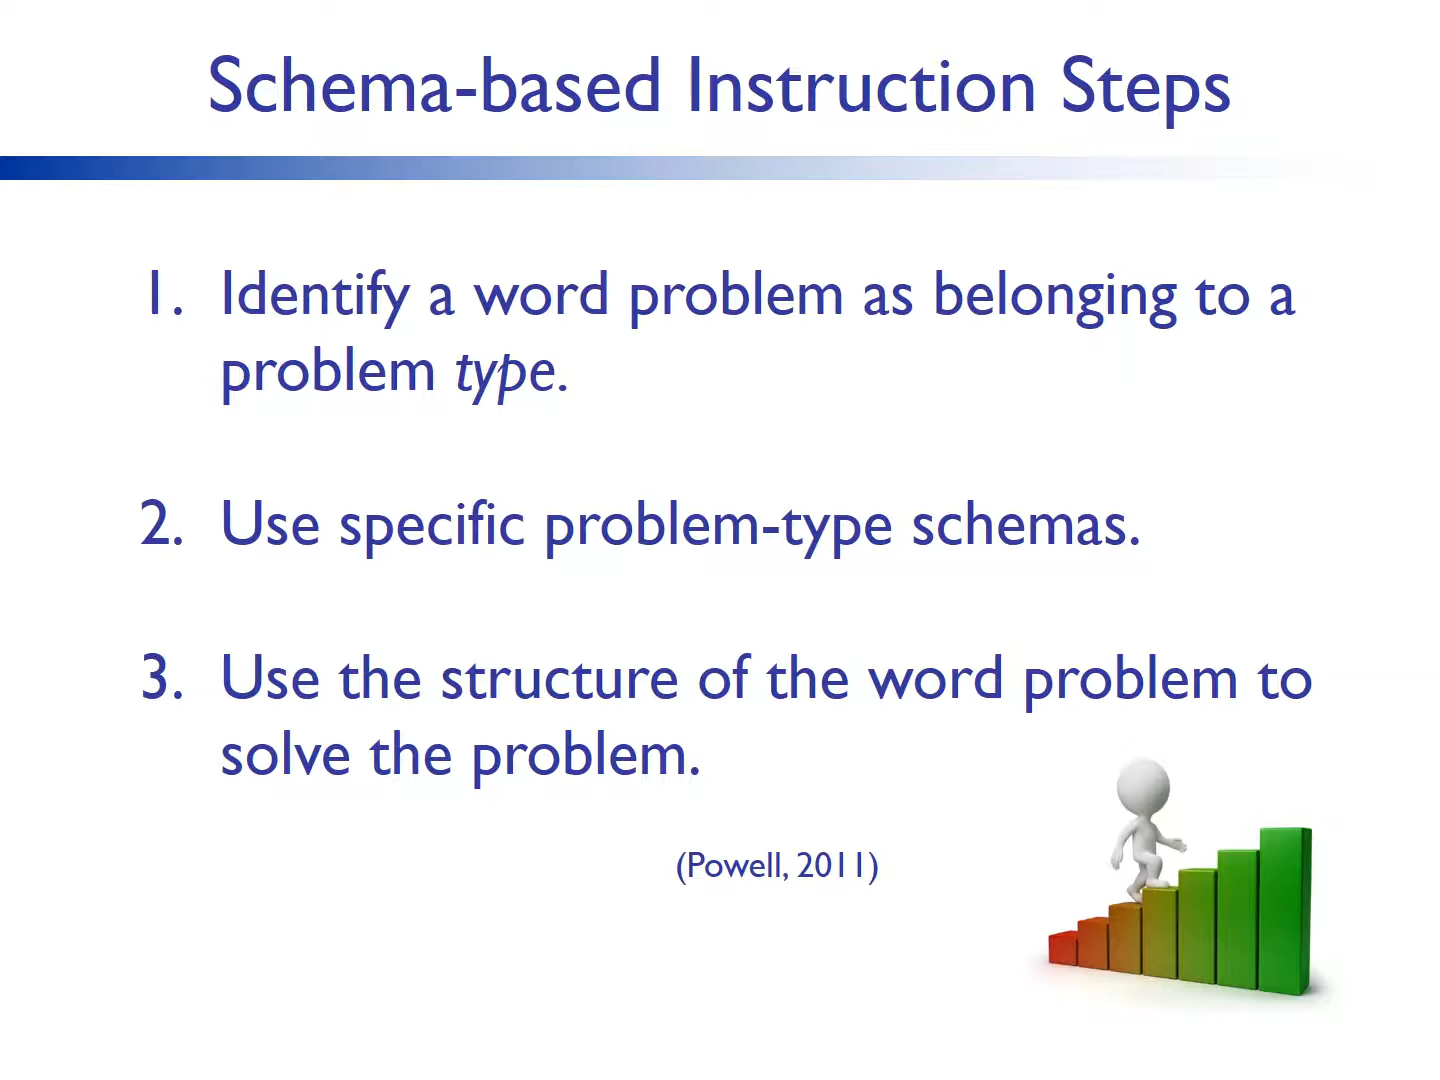 Schema-based Instruction Steps
1. Identify a word problem as belonging to a
problem type.
2. Use specific problem-type schemas.
3. Use the structure of the word problem to
solve the problem.
(Powell, 2011)